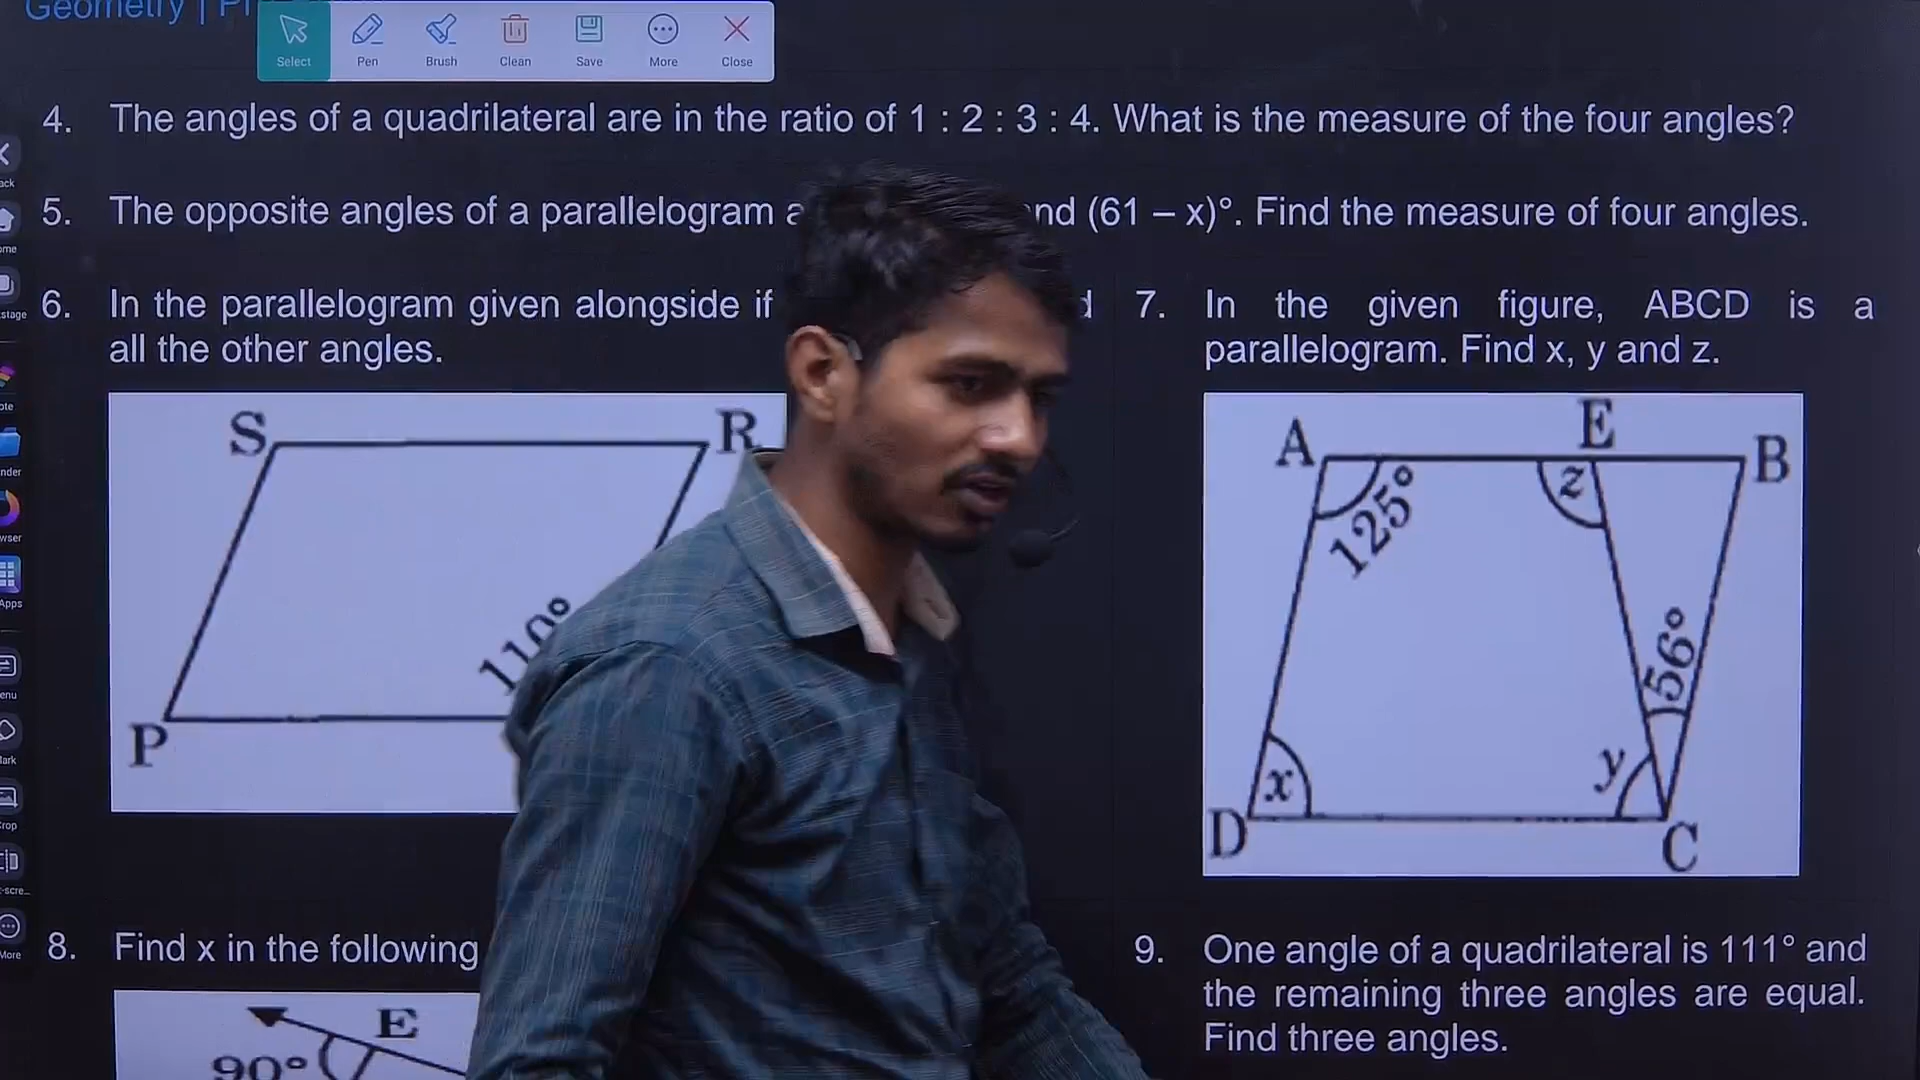 Geometry |
Select Pen Brush Clean Save More Close
4. The angles of a quadrilateral are in the ratio of 1 : 2 : 3 : 4. What is the measure of the four angles?
5. The opposite angles of a parallelogram (61 – x)°. Find the measure of four angles.
6. In the parallelogram given alongside if
all the other angles.
S R
110°
P
7. In the given figure, ABCD is a
parallelogram. Find x, y and z.
A E B
125° z
56°
x y
D C
8. Find x in the following
E
90°
9. One angle of a quadrilateral is 111° and
the remaining three angles are equal.
Find three angles.